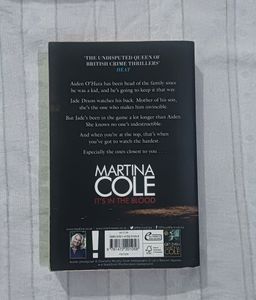 'THE UNDISPUTED QUEEN OF
BRITISH CRIME THRILLERS'
HEAT
Aiden O'Hara has been head of the family since
he was a kid, and he's going to keep it that way.
Jade Dixon watches his back. Mother of his son,
she's the one who makes him invincible.
But Jade's been in the game a lot longer than Aiden.
She knows no one's indestructible.
And when you're at the top, that's when
you've got to watch the hardest
Especially the ones closest to you...
MARTINA
COLE
IT'S IN THE BLOOD